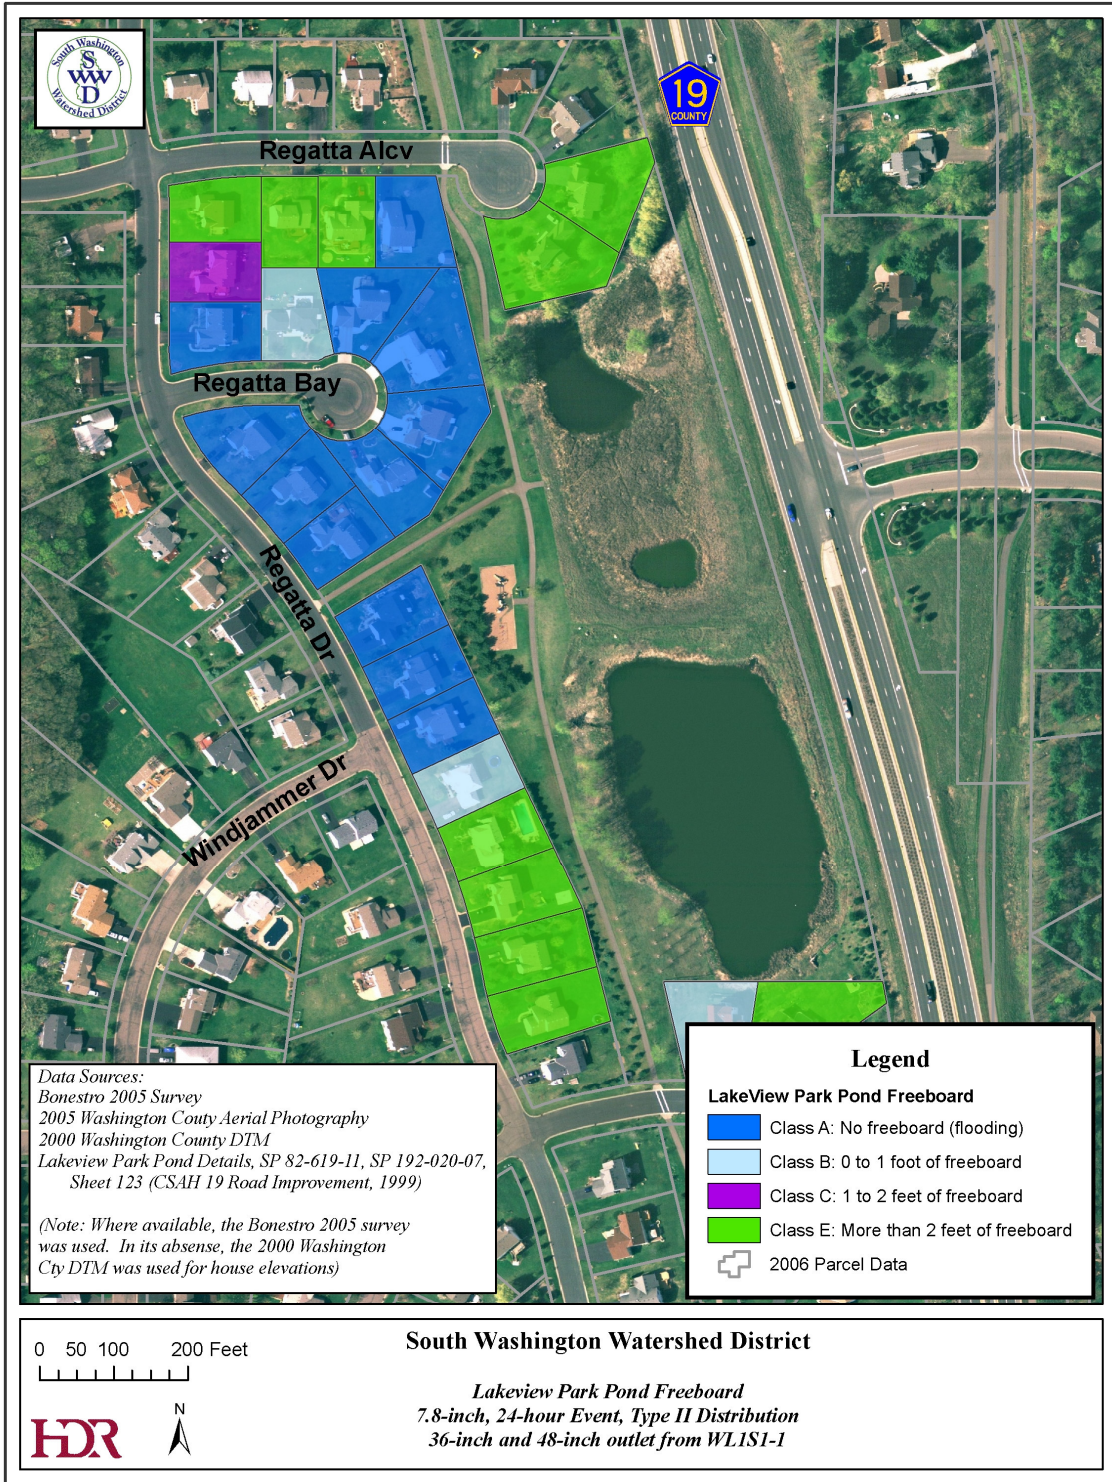 South Washington
S
WW
D
Watershed District
19
COUNTY
Regatta Alcv
Regatta Bay
Regatta Dr
Windjammer Dr
Data Sources:
Bonestro 2005 Survey
2005 Washington Couty Aerial Photography
2000 Washington County DTM
Lakeview Park Pond Details, SP 82-619-11, SP 192-020-07,
Sheet 123 (CSAH 19 Road Improvement, 1999)
(Note: Where available, the Bonestro 2005 survey
was used. In its absense, the 2000 Washington
Cty DTM was used for house elevations)
Legend
LakeView Park Pond Freeboard
Class A: No freeboard (flooding)
Class B: 0 to 1 foot of freeboard
Class C: 1 to 2 feet of freeboard
Class E: More than 2 feet of freeboard
2006 Parcel Data
0 50 100 200 Feet
HDR
N
South Washington Watershed District
Lakeview Park Pond Freeboard
7.8-inch, 24-hour Event, Type II Distribution
36-inch and 48-inch outlet from WL1S1-1